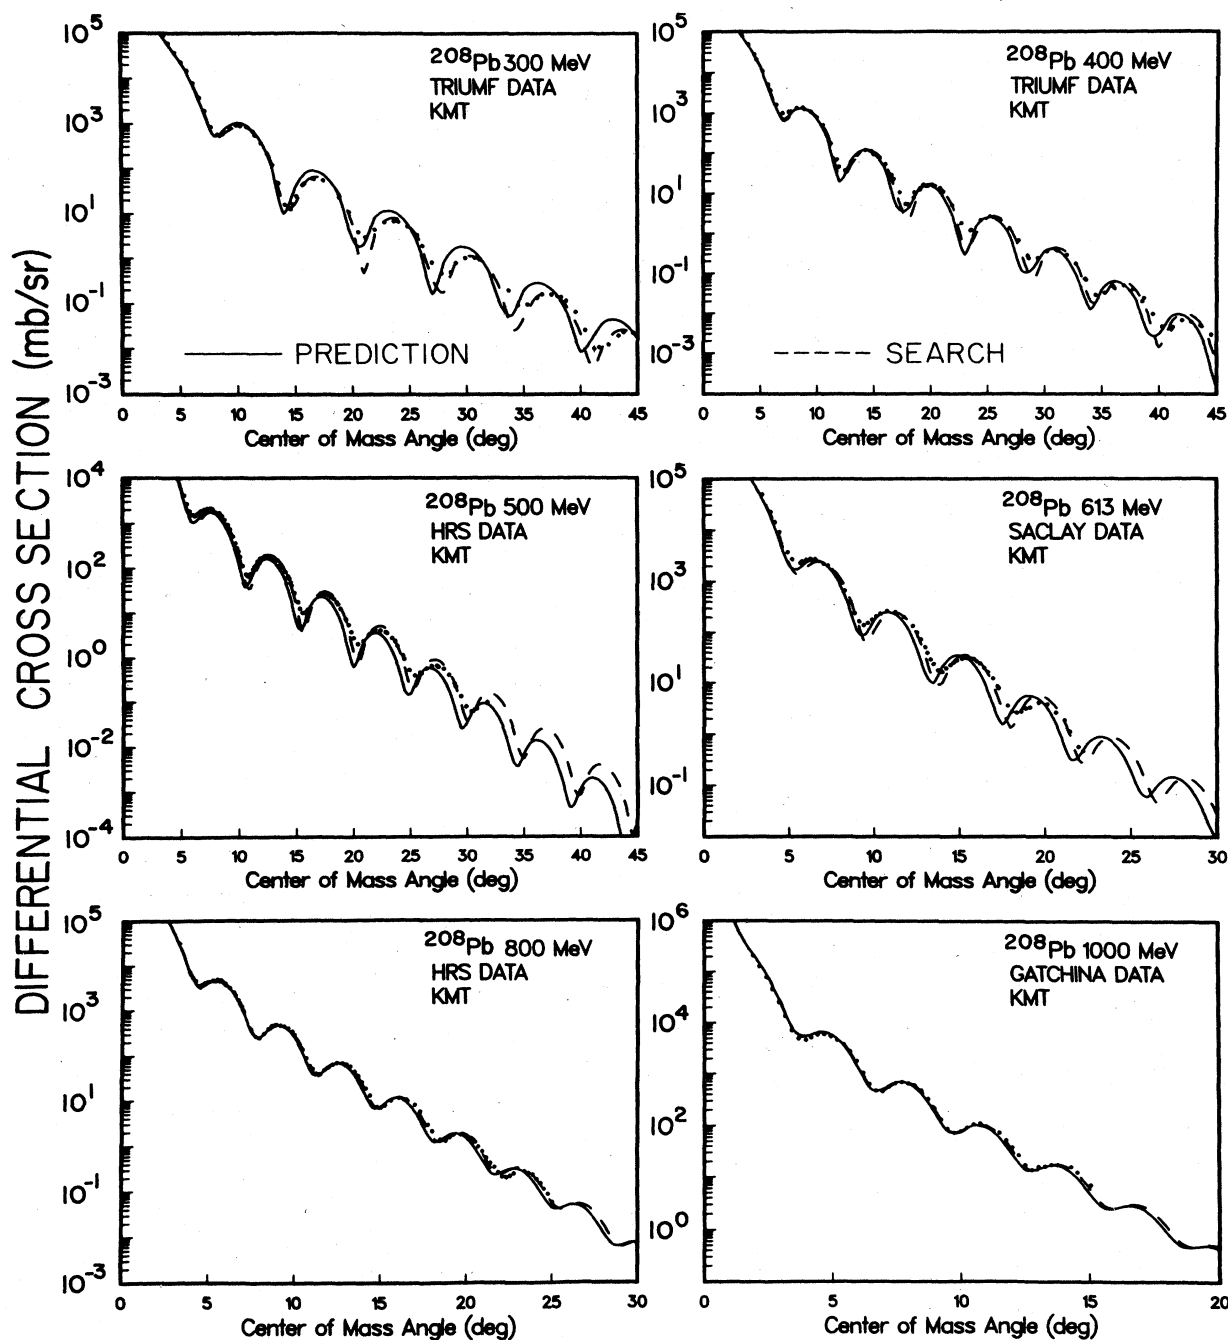 DIFFERENTIAL CROSS SECTION (mb/sr)
10^5
10^3
10^1
10^-1
10^-3
208Pb 300 MeV
TRIUMF DATA
KMT
PREDICTION
0 5 10 15 20 25 30 35 40 45
Center of Mass Angle (deg)
10^5
10^3
10^1
10^-1
10^-3
208Pb 400 MeV
TRIUMF DATA
KMT
SEARCH
0 5 10 15 20 25 30 35 40 45
Center of Mass Angle (deg)
10^4
10^2
10^0
10^-2
10^-4
208Pb 500 MeV
HRS DATA
KMT
0 5 10 15 20 25 30 35 40 45
Center of Mass Angle (deg)
10^5
10^3
10^1
10^-1
208Pb 613 MeV
SACLAY DATA
KMT
0 5 10 15 20 25 30
Center of Mass Angle (deg)
10^5
10^3
10^1
10^-1
10^-3
208Pb 800 MeV
HRS DATA
KMT
0 5 10 15 20 25 30
Center of Mass Angle (deg)
10^6
10^4
10^2
10^0
208Pb 1000 MeV
GATCHINA DATA
KMT
0 5 10 15 20
Center of Mass Angle (deg)